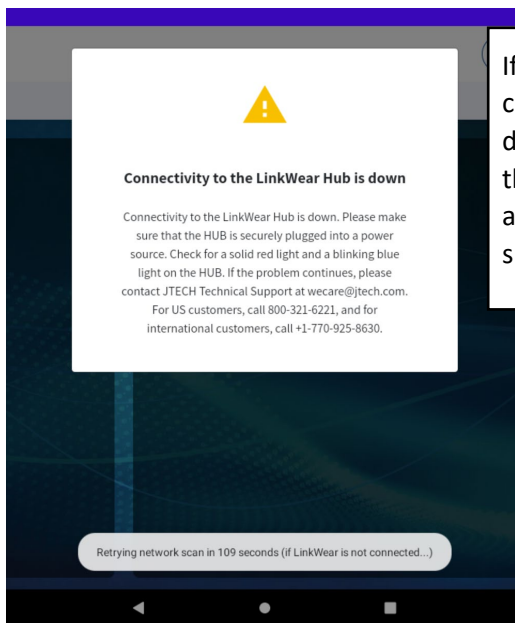 Connectivity to the LinkWear Hub is down
Connectivity to the LinkWear Hub is down. Please make
sure that the HUB is securely plugged into a power
source. Check for a solid red light and a blinking blue
light on the HUB. If the problem continues, please
contact JTECH Technical Support at wecare@jtech.com.
For US customers, call 800-321-6221, and for
international customers, call +1-770-925-8630.
Retrying network scan in 109 seconds (if LinkWear is not connected...)
If